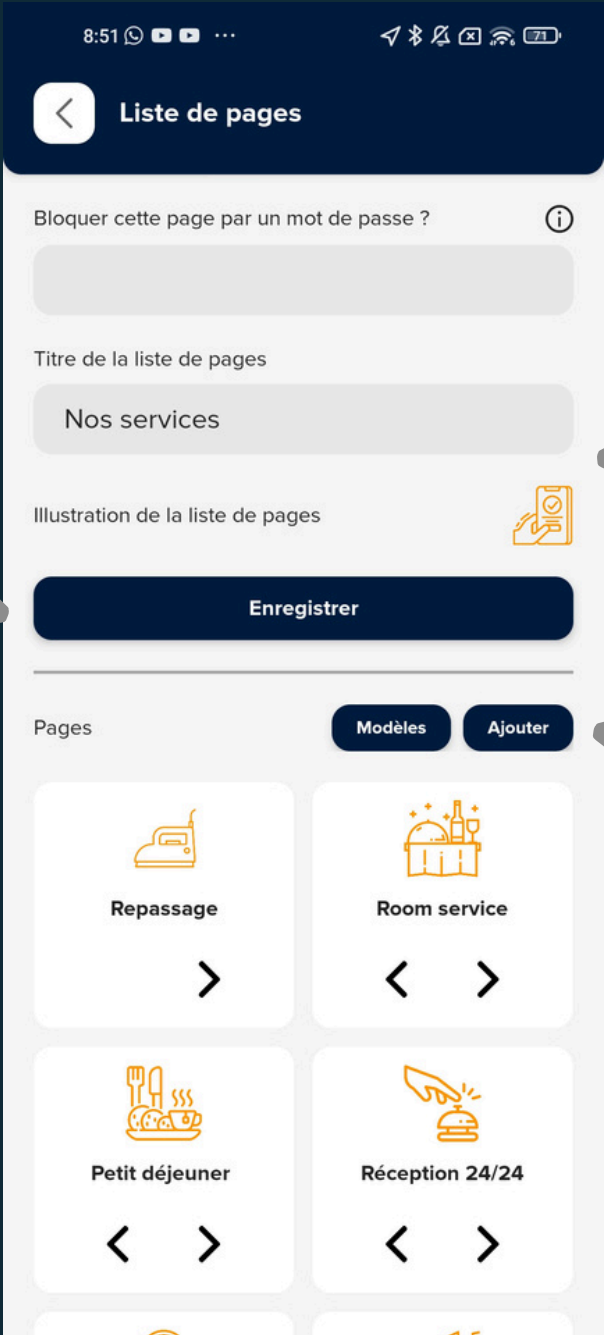 8:51
71
Liste de pages
Bloquer cette page par un mot de passe ?
Titre de la liste de pages
Nos services
Illustration de la liste de pages
Enregistrer
Pages
Modèles
Ajouter
Repassage
Room service
Petit déjeuner
Réception 24/24